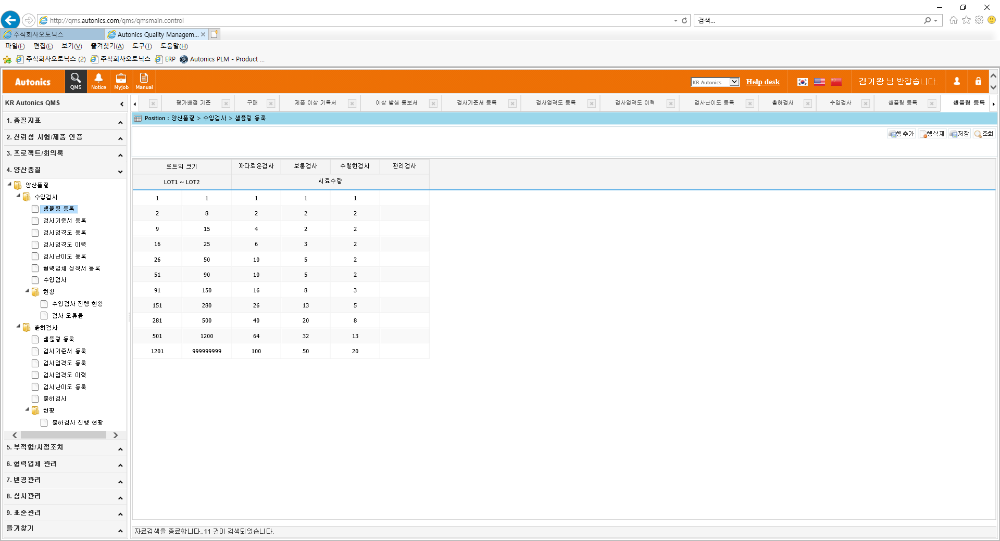 http://qms.autonics.com/qms/qmsmain.control
검색...
주식회사오토닉스
Autonics Quality Managem...
파일(F) 편집(E) 보기(V) 즐겨찾기(A) 도구(T) 도움말(H)
주식회사오토닉스 (2) 주식회사오토닉스 ERP Autonics PLM - Product ...
Autonics
QMS Notice Myjob Manual
KR Autonics
Help desk
김기왕 님 반갑습니다.
KR Autonics QMS
평가배점 기준 구매 제품 이상 기록서 이상 발생 통보서 검사기준서 등록 검사엄격도 등록 검사엄격도 이력 검사난이도 등록 출하검사 수입검사 샘플링 등록 샘플링 등록
Position : 양산품질 > 수입검사 > 샘플링 등록
행추가 행삭제 저장 조회
1. 품질지표
2. 신뢰성 시험/제품 인증
3. 프로젝트/회의록
4. 양산품질
양산품질
수입검사
샘플링 등록
검사기준서 등록
검사엄격도 등록
검사엄격도 이력
검사난이도 등록
협력업체 성적서 등록
수입검사
현황
수입검사 진행 현황
검사 오류율
출하검사
샘플링 등록
검사기준서 등록
검사엄격도 등록
검사엄격도 이력
검사난이도 등록
출하검사
현황
출하검사 진행 현황
5. 부적합/시정조치
6. 협력업체 관리
7. 변경관리
8. 심사관리
9. 표준관리
즐겨찾기
로트의 크기 까다로운검사 보통검사 수월한검사 관리검사
LOT1 ~ LOT2 시료수량
1 1 1 1 1
2 8 2 2 2
9 15 4 2 2
16 25 6 3 2
26 50 10 5 2
51 90 10 5 2
91 150 16 8 3
151 280 26 13 5
281 500 40 20 8
501 1200 64 32 13
1201 999999999 100 50 20
자료검색을 종료합니다..11 건이 검색되었습니다.